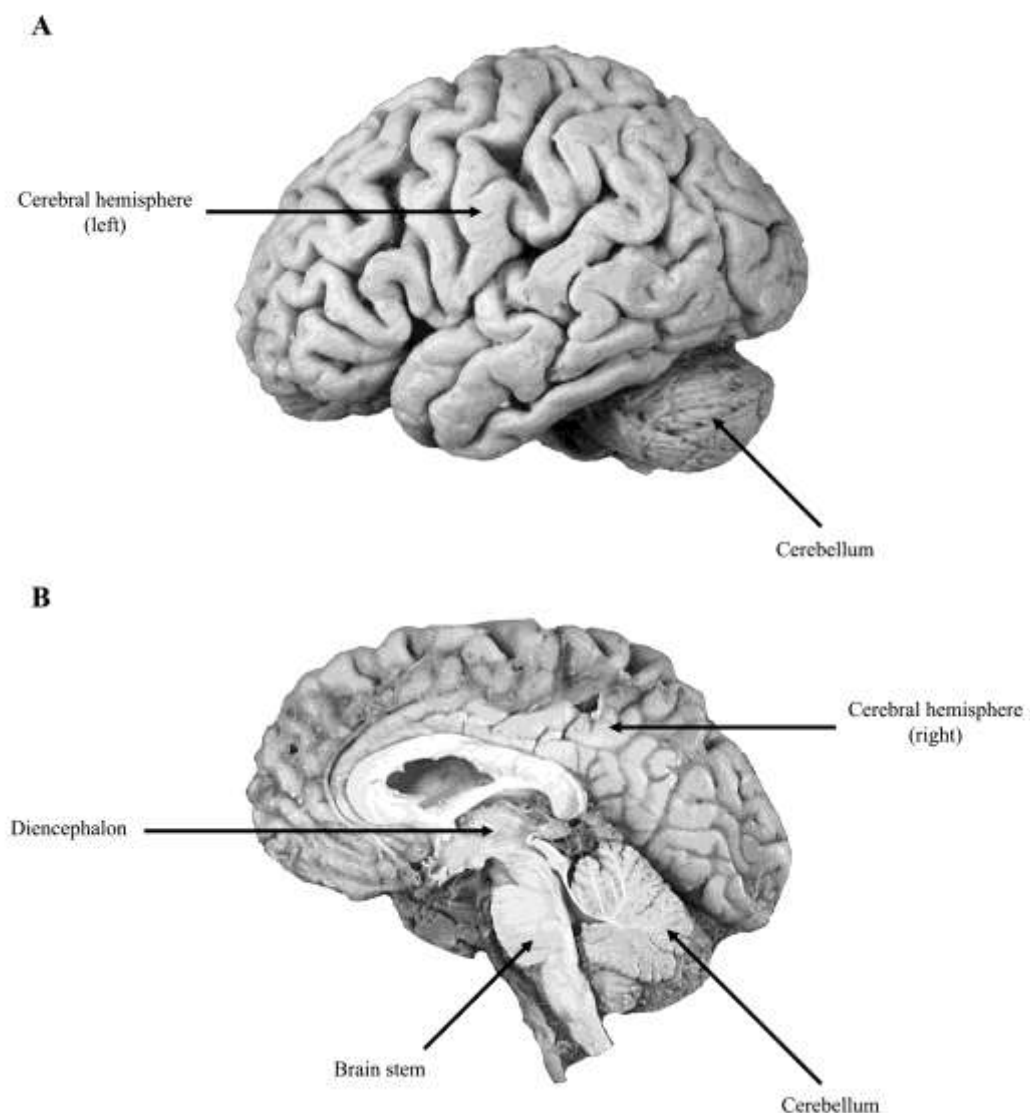 A
Cerebral hemisphere
(left)
Cerebellum
B
Cerebral hemisphere
(right)
Diencephalon
Brain stem
Cerebellum